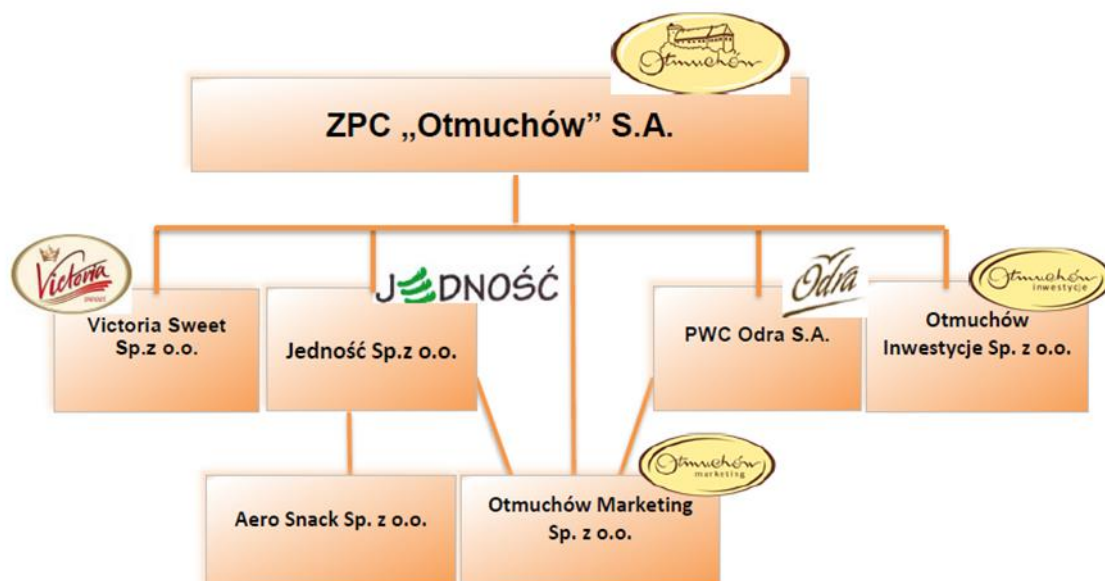 Otmuchów
ZPC „Otmuchów” S.A.
Victoria
sweet
JEDNOŚĆ
Odra
Otmuchów
inwestycje
Victoria Sweet
Sp.z o.o.
Jedność Sp.z o.o.
PWC Odra S.A.
Otmuchów
Inwestycje Sp. z o.o.
Otmuchów
marketing
Aero Snack Sp. z o.o.
Otmuchów Marketing
Sp. z o.o.